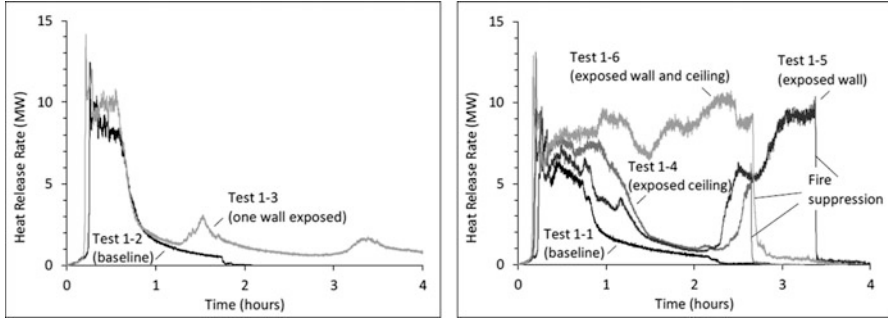 Heat Release Rate (MW)
15
10
5
0
Test 1-3
(one wall exposed)
Test 1-2
(baseline)
0 1 2 3 4
Time (hours)
Heat Release Rate (MW)
15
10
5
0
Test 1-6
(exposed wall and ceiling)
Test 1-5
(exposed wall)
Test 1-4
(exposed ceiling)
Fire
suppression
Test 1-1
(baseline)
0 1 2 3 4
Time (hours)